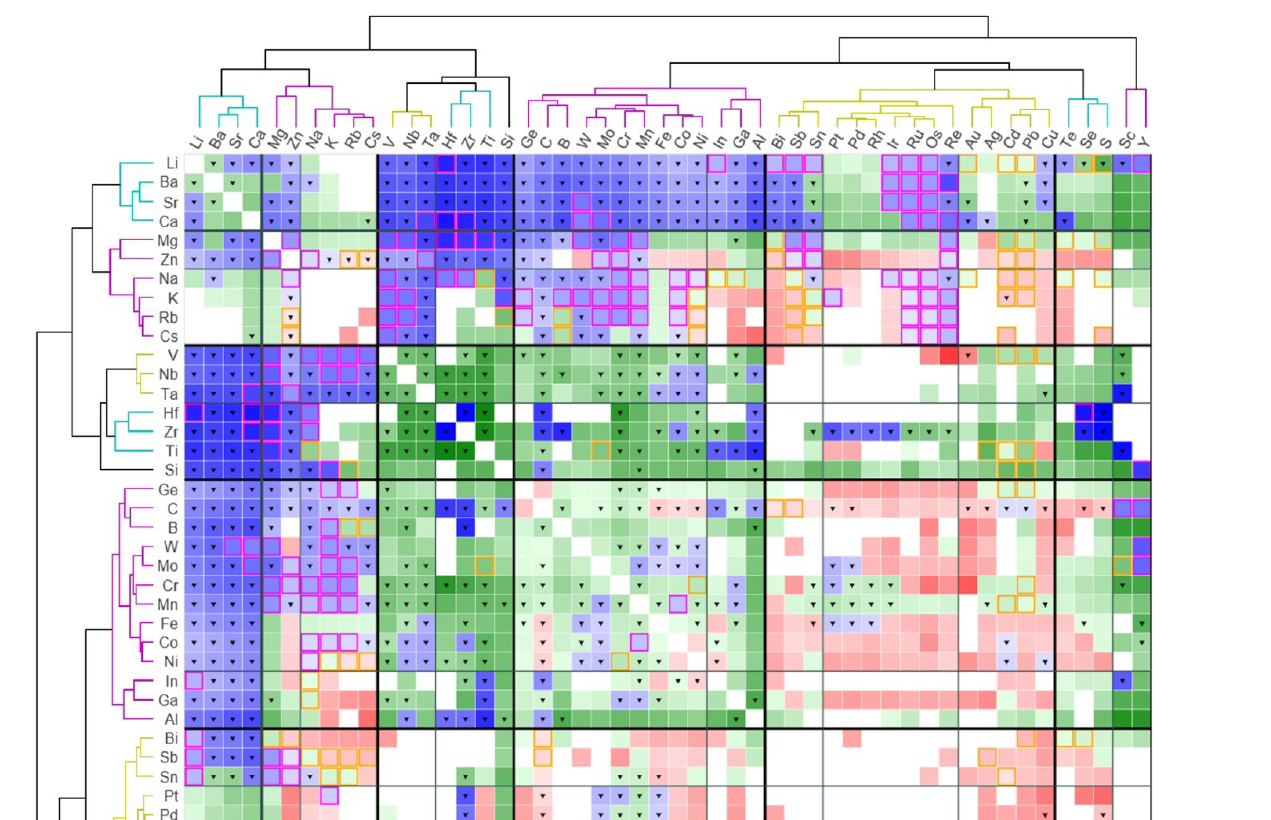 Li Ba Sr Ca Mg Zn Na K Rb Cs V Nb Ta Hf Zr Ti Si Ge C B W Mo Cr Mn Fe Co Ni In Ga Al Bi Sb Sn Pt Pd Rh Ir Ru Os Re Au Ag Cd Pb Cu Te Se S Sc Y
Li
Ba
Sr
Ca
Mg
Zn
Na
K
Rb
Cs
V
Nb
Ta
Hf
Zr
Ti
Si
Ge
C
B
W
Mo
Cr
Mn
Fe
Co
Ni
In
Ga
Al
Bi
Sb
Sn
Pt
Pd